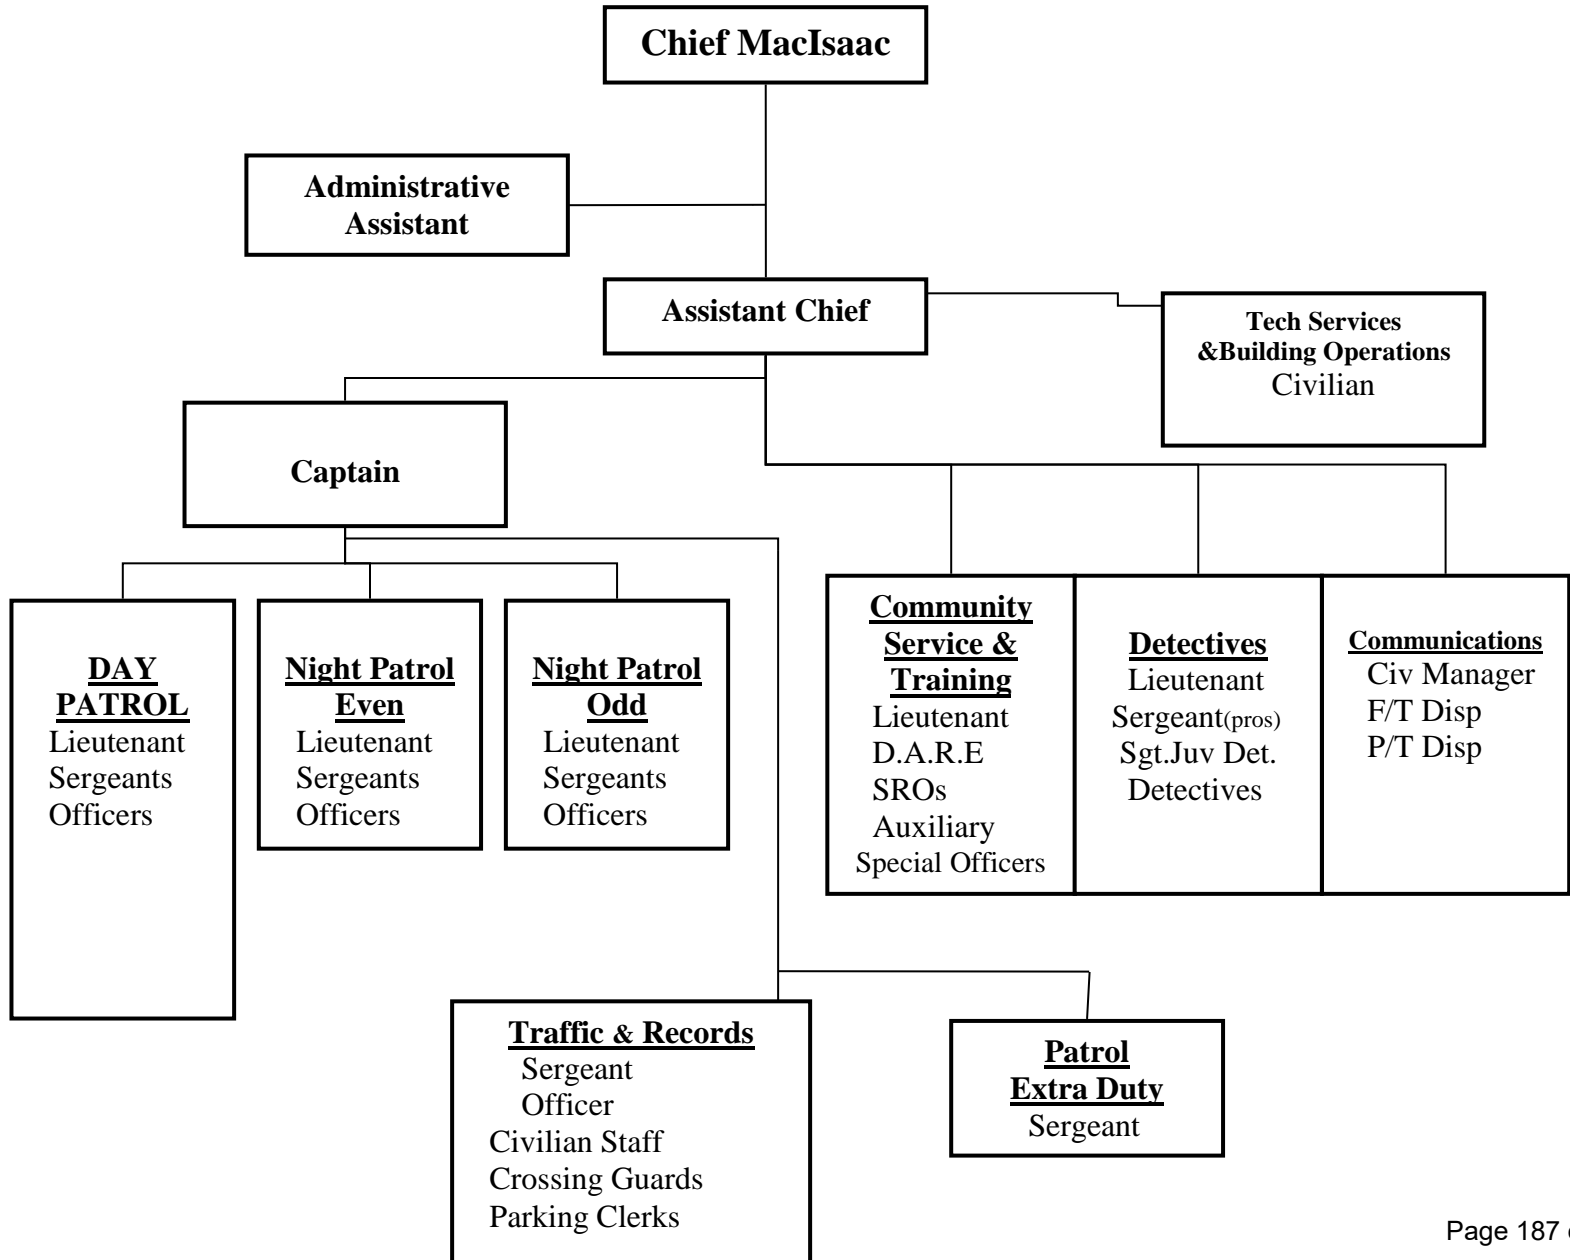 Chief MacIsaac
Administrative
Assistant
Assistant Chief
Tech Services
&Building Operations
Civilian
Captain
DAY
PATROL
Lieutenant
Sergeants
Officers
Night Patrol
Even
Lieutenant
Sergeants
Officers
Night Patrol
Odd
Lieutenant
Sergeants
Officers
Community
Service &
Training
Lieutenant
D.A.R.E
SROs
Auxiliary
Special Officers
Detectives
Lieutenant
Sergeant(pros)
Sgt.Juv Det.
Detectives
Communications
Civ Manager
F/T Disp
P/T Disp
Traffic & Records
Sergeant
Officer
Civilian Staff
Crossing Guards
Parking Clerks
Patrol
Extra Duty
Sergeant
Page 187